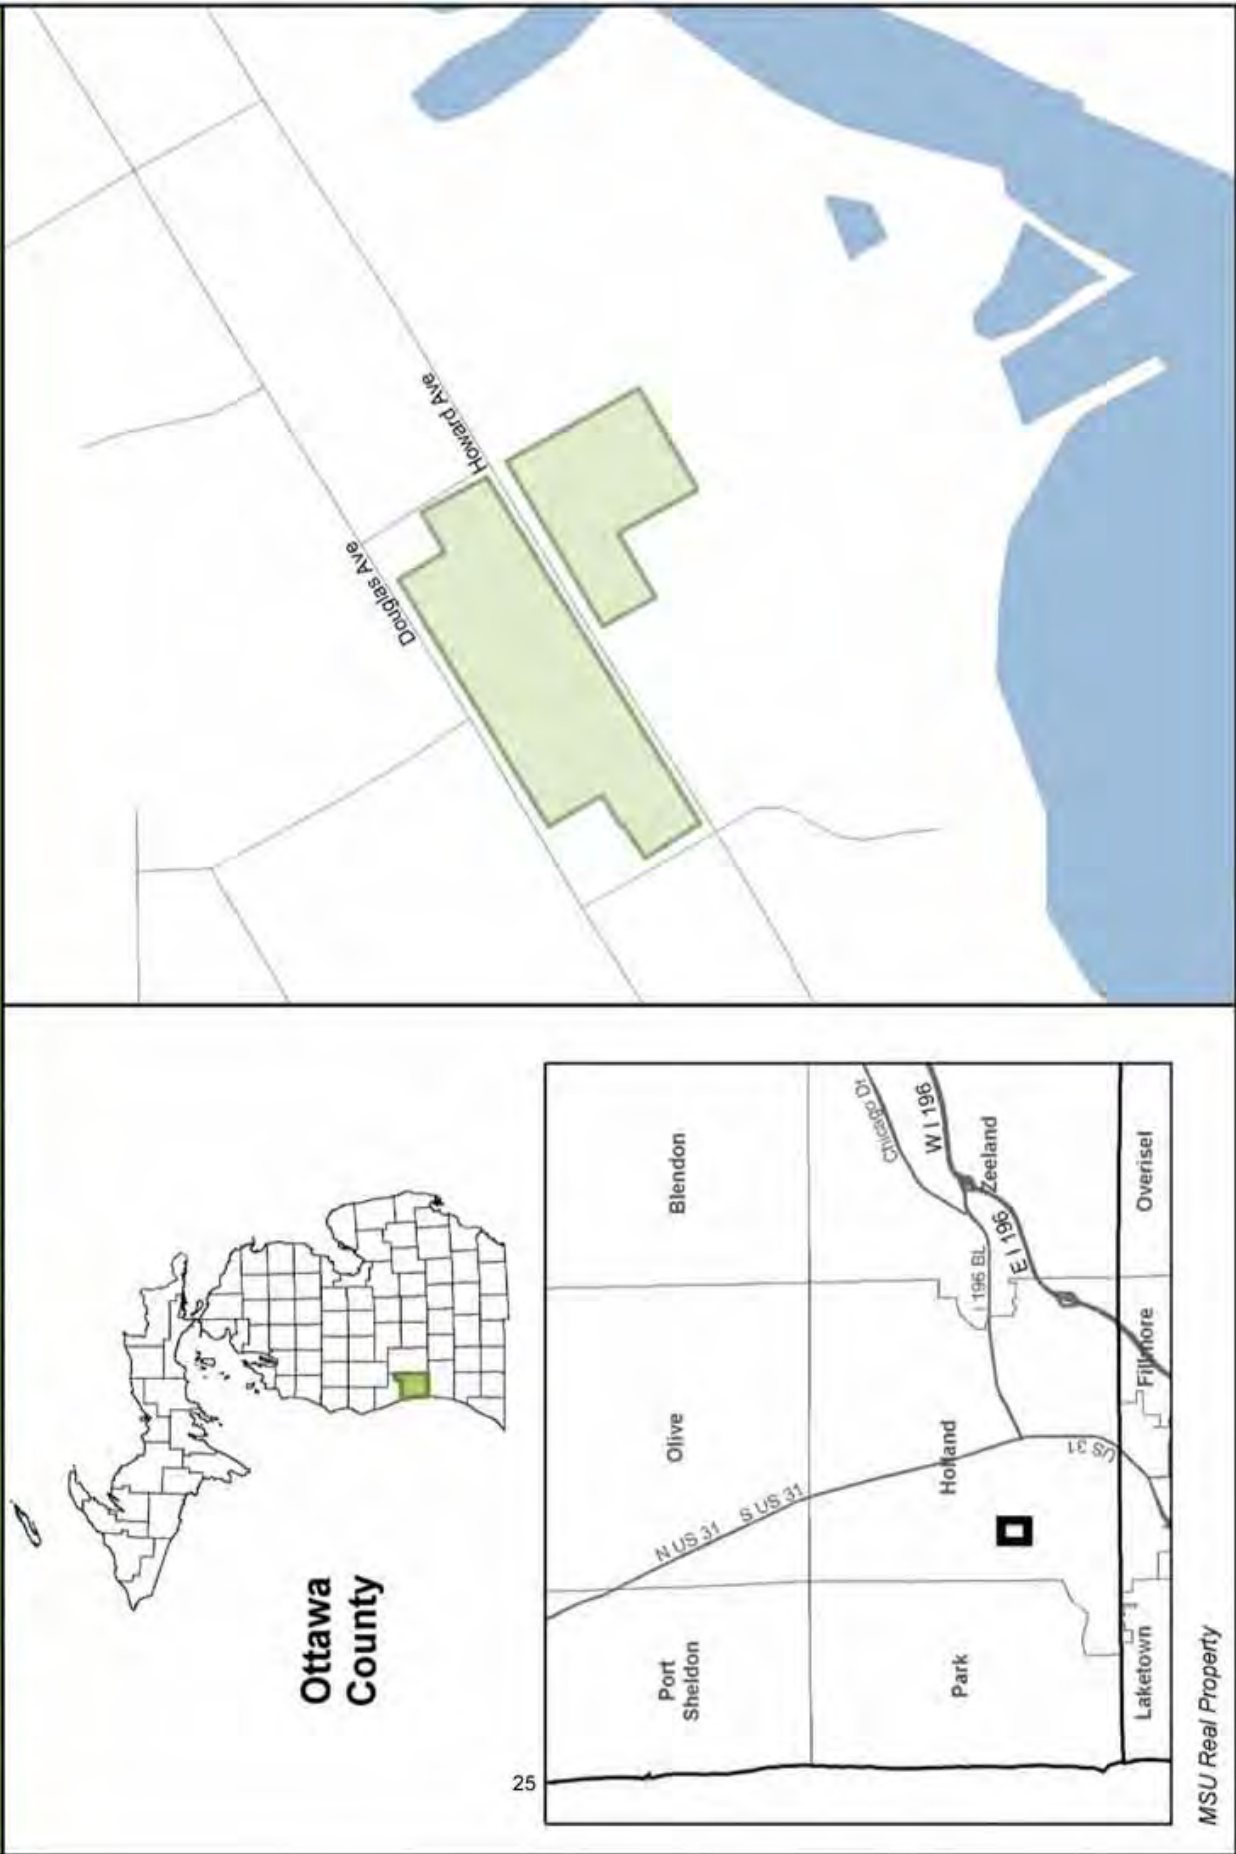 Ottawa
County
25
Port
Sheldon
Olive
Blendon
N US 31
S US 31
Park
Holland
Chicago Dr
W I 196
I 196 BL
E I 196
Zeeland
US 31
Laketown
Fillmore
Overisel
MSU Real Property
Douglas Ave
Howard Ave